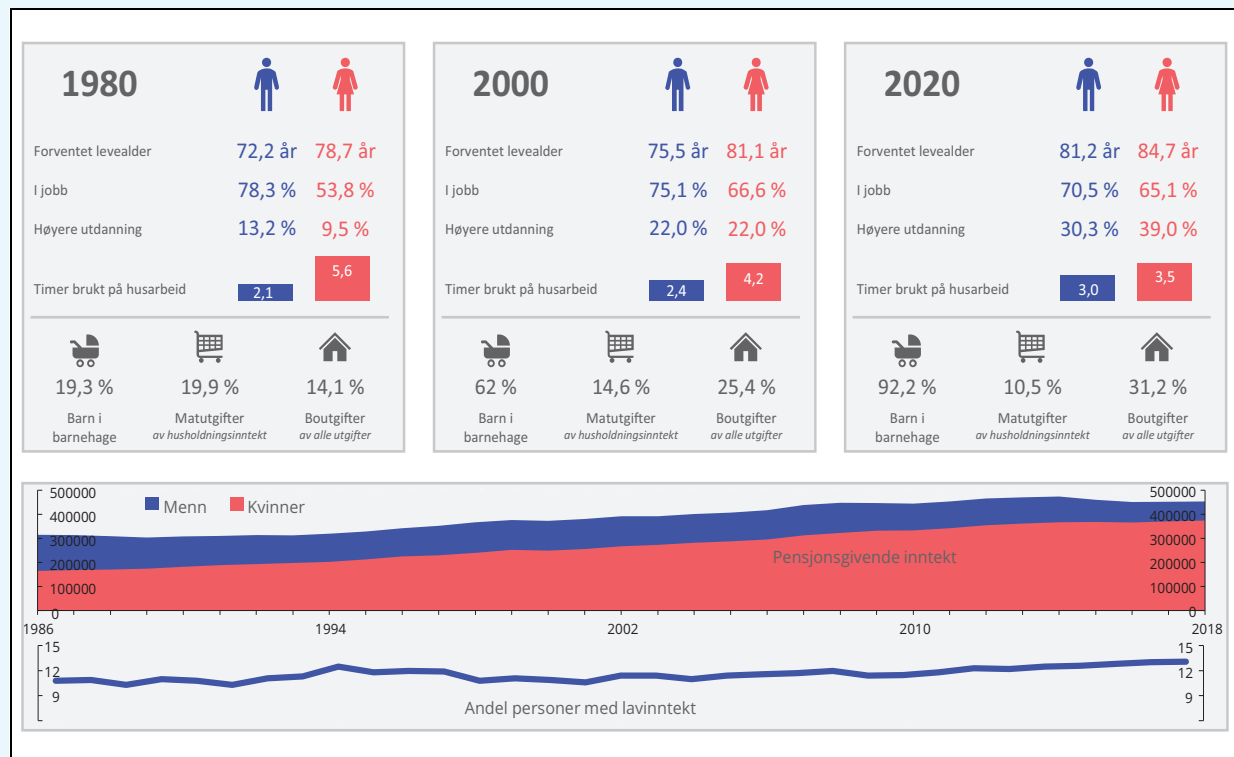 1980
Forventet levealder 72,2 år 78,7 år
I jobb 78,3 % 53,8 %
Høyere utdanning 13,2 % 9,5 %
Timer brukt på husarbeid 2,1 5,6
19,3 % 19,9 % 14,1 %
Barn i Matutgifter Boutgifter
barnehage av husholdningsinntekt av alle utgifter
2000
Forventet levealder 75,5 år 81,1 år
I jobb 75,1 % 66,6 %
Høyere utdanning 22,0 % 22,0 %
Timer brukt på husarbeid 2,4 4,2
62 % 14,6 % 25,4 %
Barn i Matutgifter Boutgifter
barnehage av husholdningsinntekt av alle utgifter
2020
Forventet levealder 81,2 år 84,7 år
I jobb 70,5 % 65,1 %
Høyere utdanning 30,3 % 39,0 %
Timer brukt på husarbeid 3,0 3,5
92,2 % 10,5 % 31,2 %
Barn i Matutgifter Boutgifter
barnehage av husholdningsinntekt av alle utgifter
500000 Menn Kvinner 500000
400000 400000
300000 300000
200000 Pensjonsgivende inntekt 200000
100000 100000
0 0
1986 1994 2002 2010 2018
15 15
12 12
9 9
Andel personer med lavinntekt